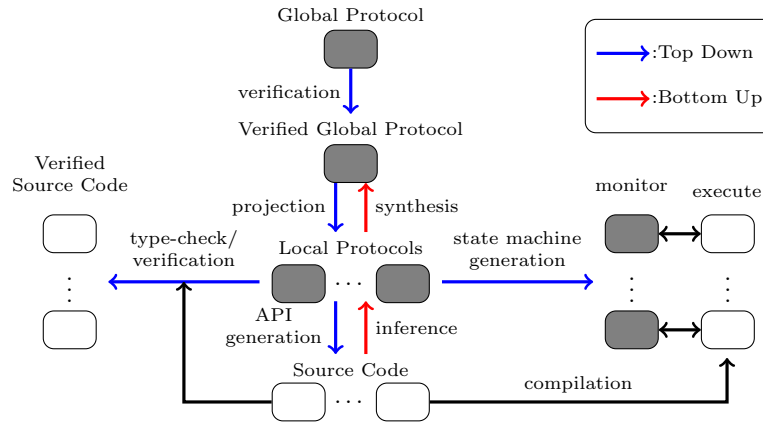 Global Protocol
:Top Down
:Bottom Up
verification
Verified Global Protocol
Verified
Source Code
projection
synthesis
monitor
execute
type-check/
verification
Local Protocols
state machine
generation
API
generation
inference
Source Code
compilation